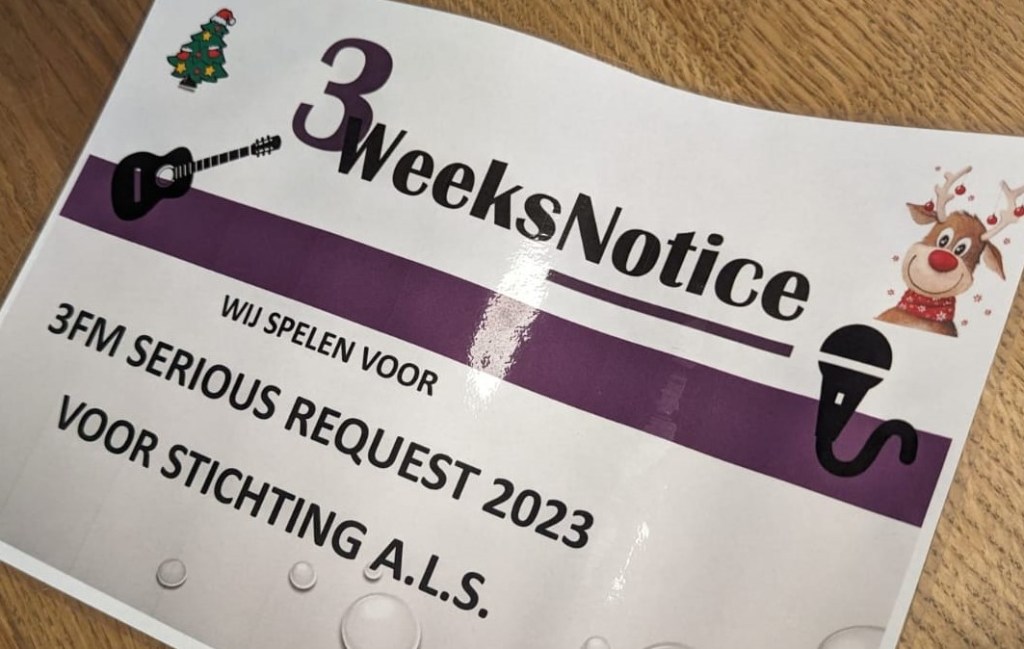 3WeeksNotice
WIJ SPELEN VOOR
3FM SERIOUS REQUEST 2023
VOOR STICHTING A.L.S.